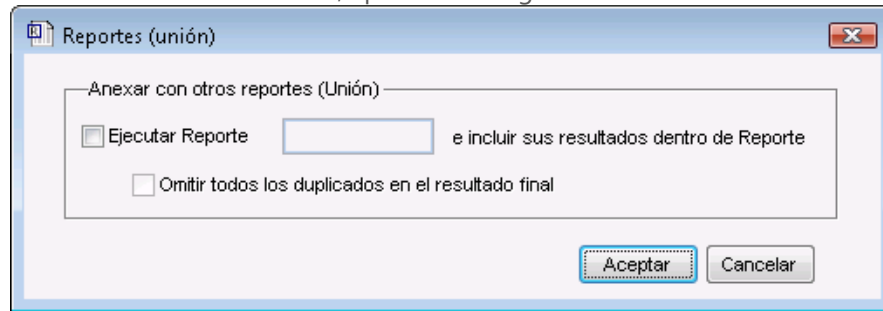 Reportes (unión)
Anexar con otros reportes (Unión)
Ejecutar Reporte e incluir sus resultados dentro de Reporte
Omitir todos los duplicados en el resultado final
Aceptar Cancelar